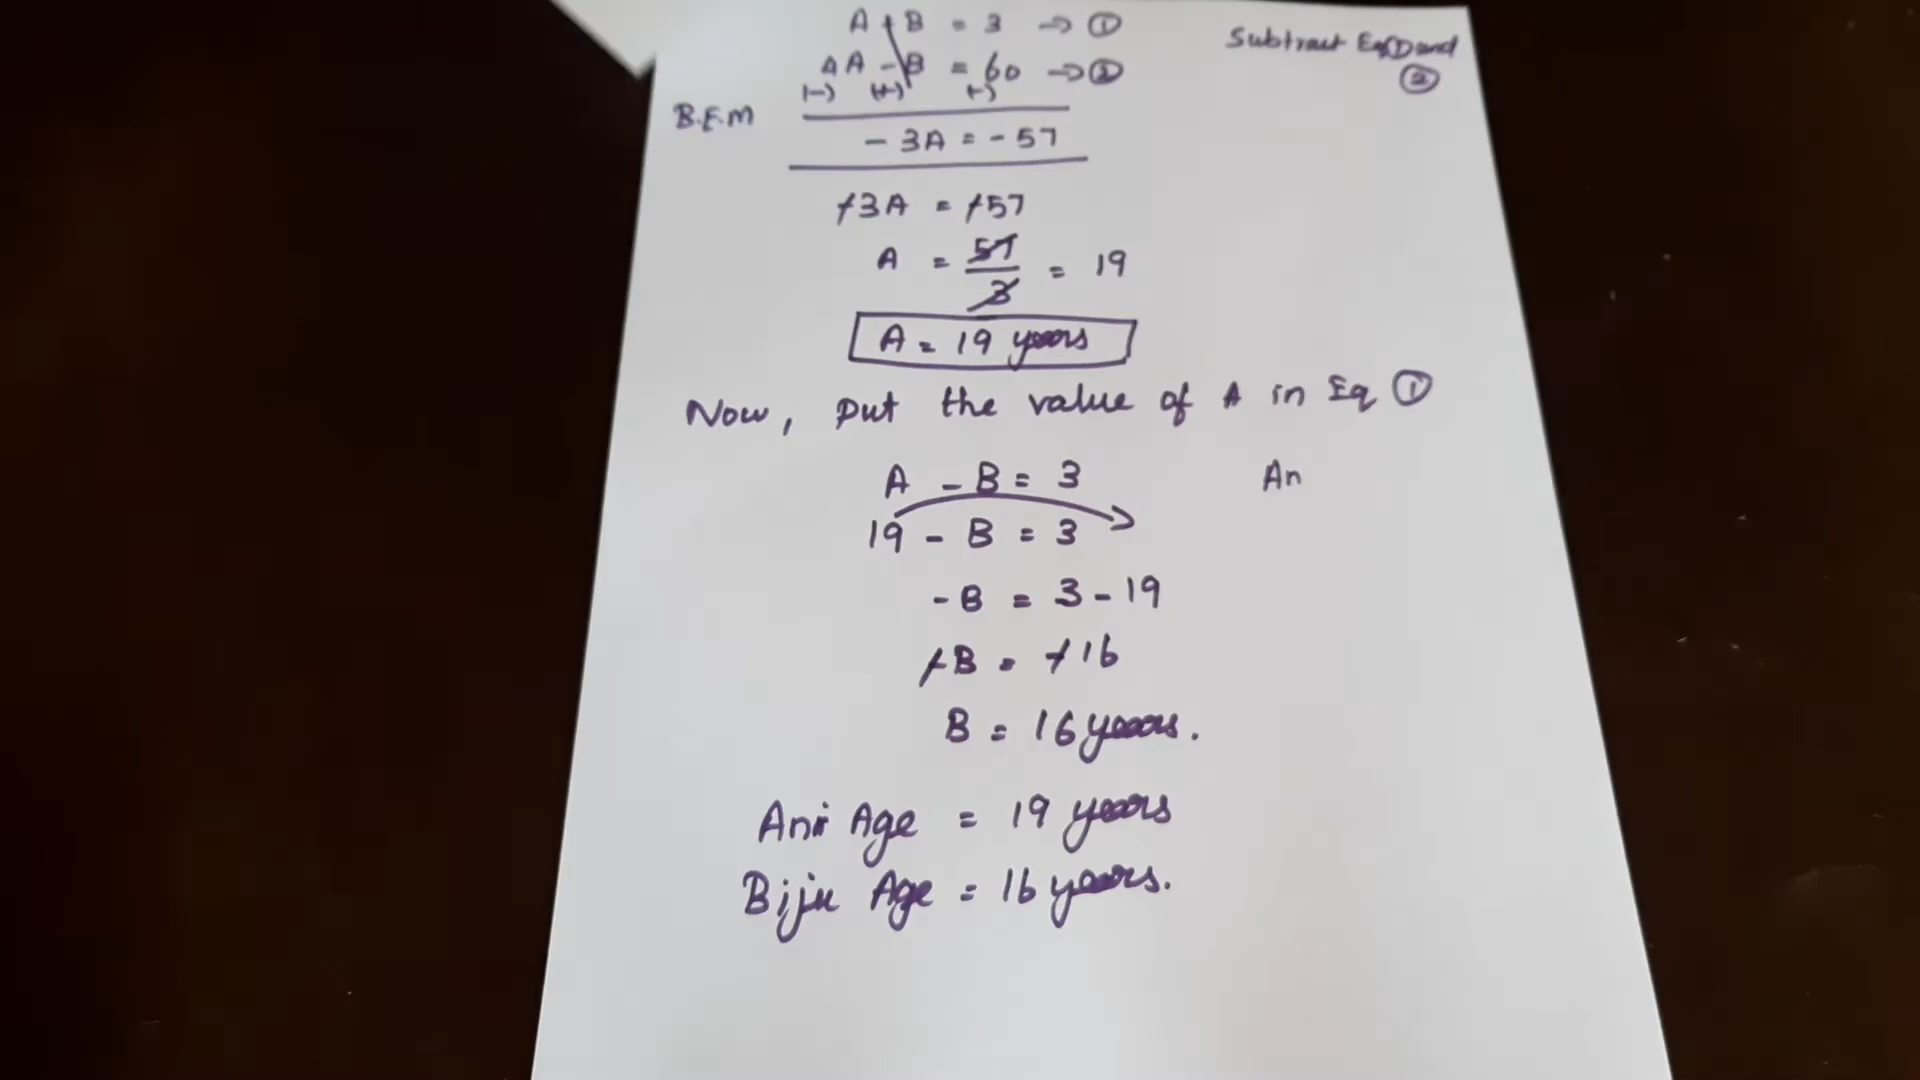 A - B = 3 → ①
Subtract Eq ① and
②
4A - B = 60 → ②
(-) (+) (-)
B.E.M
- 3A = - 57
-3A = -57
A = 57/3 = 19
A = 19 years
Now, put the value of A in Eq ①
A - B = 3
An
19 - B = 3
-B = 3 - 19
-B = -16
B = 16 years.
Ani Age = 19 years
Biju Age = 16 years.